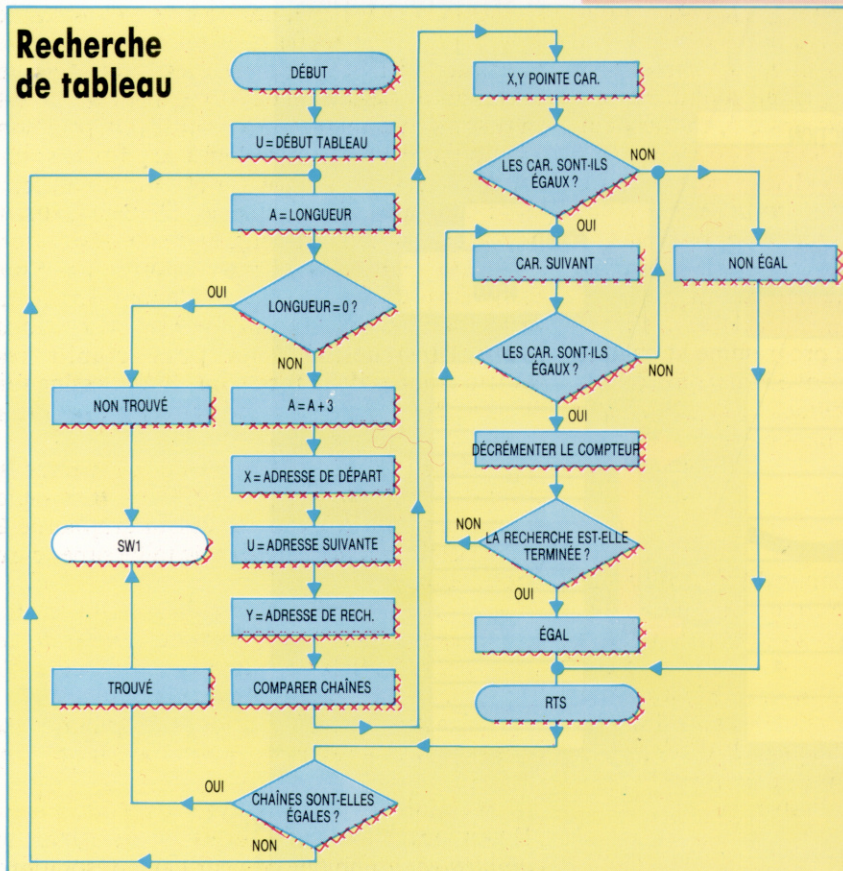 Recherche
de tableau
DÉBUT
U = DÉBUT TABLEAU
A = LONGUEUR
OUI
LONGUEUR = 0 ?
NON
NON TROUVÉ
A = A + 3
X = ADRESSE DE DÉPART
SW1
U = ADRESSE SUIVANTE
Y = ADRESSE DE RECH.
TROUVÉ
COMPARER CHAÎNES
OUI
CHAÎNES SONT-ELLES
ÉGALES ?
NON
X,Y POINTE CAR.
NON
LES CAR. SONT-ILS
ÉGAUX ?
OUI
CAR. SUIVANT
NON ÉGAL
LES CAR. SONT-ILS
ÉGAUX ?
NON
OUI
DÉCRÉMENTER LE COMPTEUR
NON
LA RECHERCHE EST-ELLE
TERMINÉE ?
OUI
ÉGAL
RTS